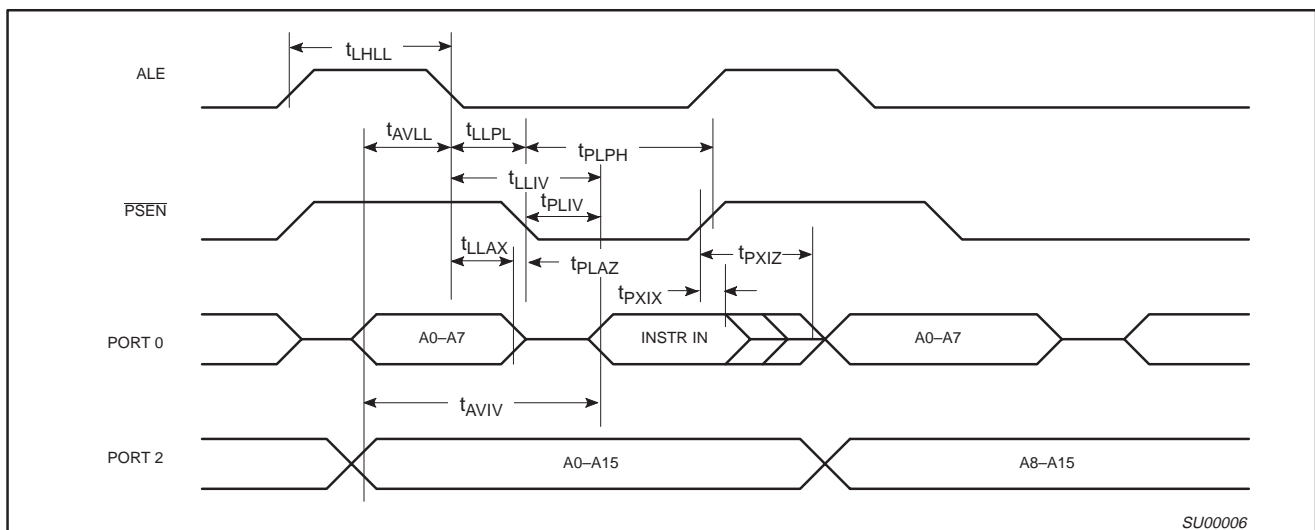 tLHLL
ALE
tAVLL
tLLPL
tPLPH
tLLIV
PSEN
tPLIV
tLLAX
tPLAZ
tPXIZ
tPXIX
PORT 0
A0–A7
INSTR IN
A0–A7
tAVIV
PORT 2
A0–A15
A8–A15
SU00006